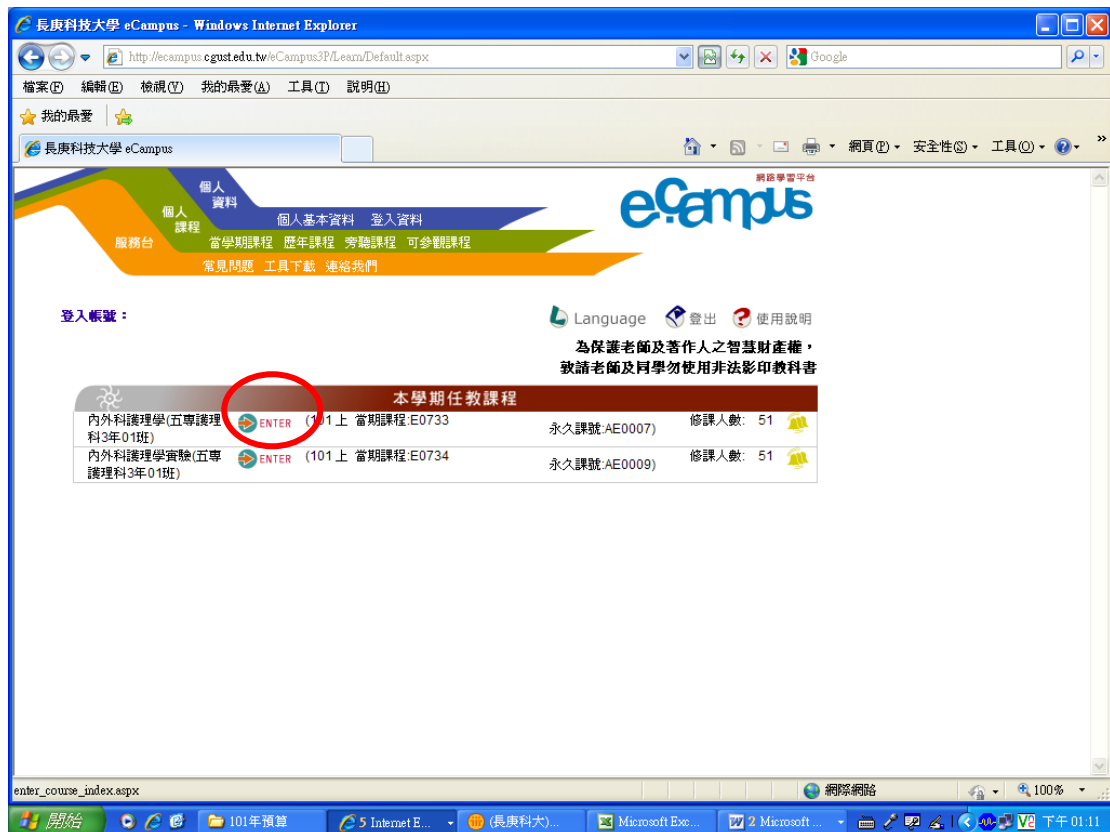 長庚科技大學 eCampus - Windows Internet Explorer
http://ecampus.cgust.edu.tw/eCampus3P/Learn/Default.aspx
Google
檔案(F) 編輯(E) 檢視(V) 我的最愛(A) 工具(T) 說明(H)
我的最愛
長庚科技大學 eCampus
網頁(P) 安全性(S) 工具(O) »
網路學習平台
eCampus
個人資料
個人基本資料 登入資料
個人課程
當學期課程 歷年課程 旁聽課程 可參觀課程
服務台
常見問題 工具下載 連絡我們
登入帳號：
Language 登出 使用說明
為保護老師及著作人之智慧財產權，
敦請老師及同學勿使用非法影印教科書
本學期任教課程
內外科護理學(五專護理 ENTER (101 上 當期課程:E0733 永久課號:AE0007) 修課人數: 51
科3年01班)
內外科護理學實驗(五專 ENTER (101 上 當期課程:E0734 永久課號:AE0009) 修課人數: 51
護理科3年01班)
enter_course_index.aspx
網際網路
100%
開始 101年預算 5 Internet E... (長庚科大)... Microsoft Exc... 2 Microsoft ... 下午 01:11